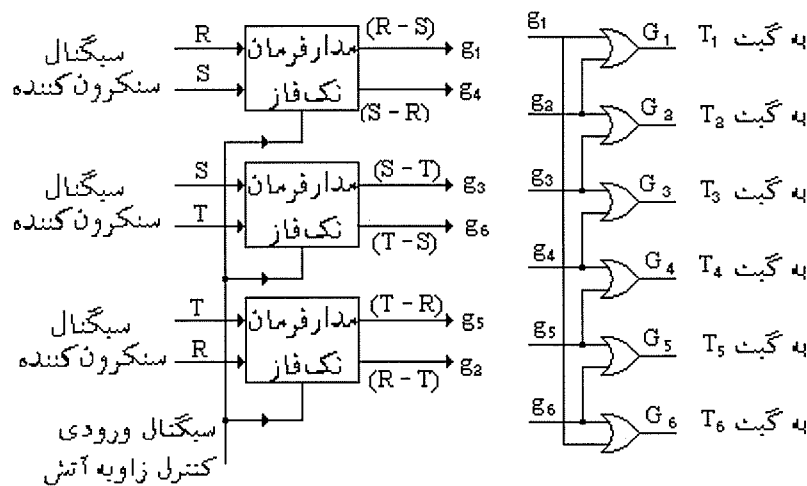 سیگنال
سنکرون‌کننده
R
S
مدارفرمان
تک‌فاز
(R – S)
g1
g4
(S – R)
سیگنال
سنکرون‌کننده
S
T
مدارفرمان
تک‌فاز
(S – T)
g3
g6
(T – S)
سیگنال
سنکرون‌کننده
T
R
مدارفرمان
تک‌فاز
(T – R)
g5
g2
(R – T)
سیگنال ورودی
کنترل زاویه آتش
g1
G1
به گیت T1
g2
G2
به گیت T2
g3
G3
به گیت T3
g4
G4
به گیت T4
g5
G5
به گیت T5
g6
G6
به گیت T6